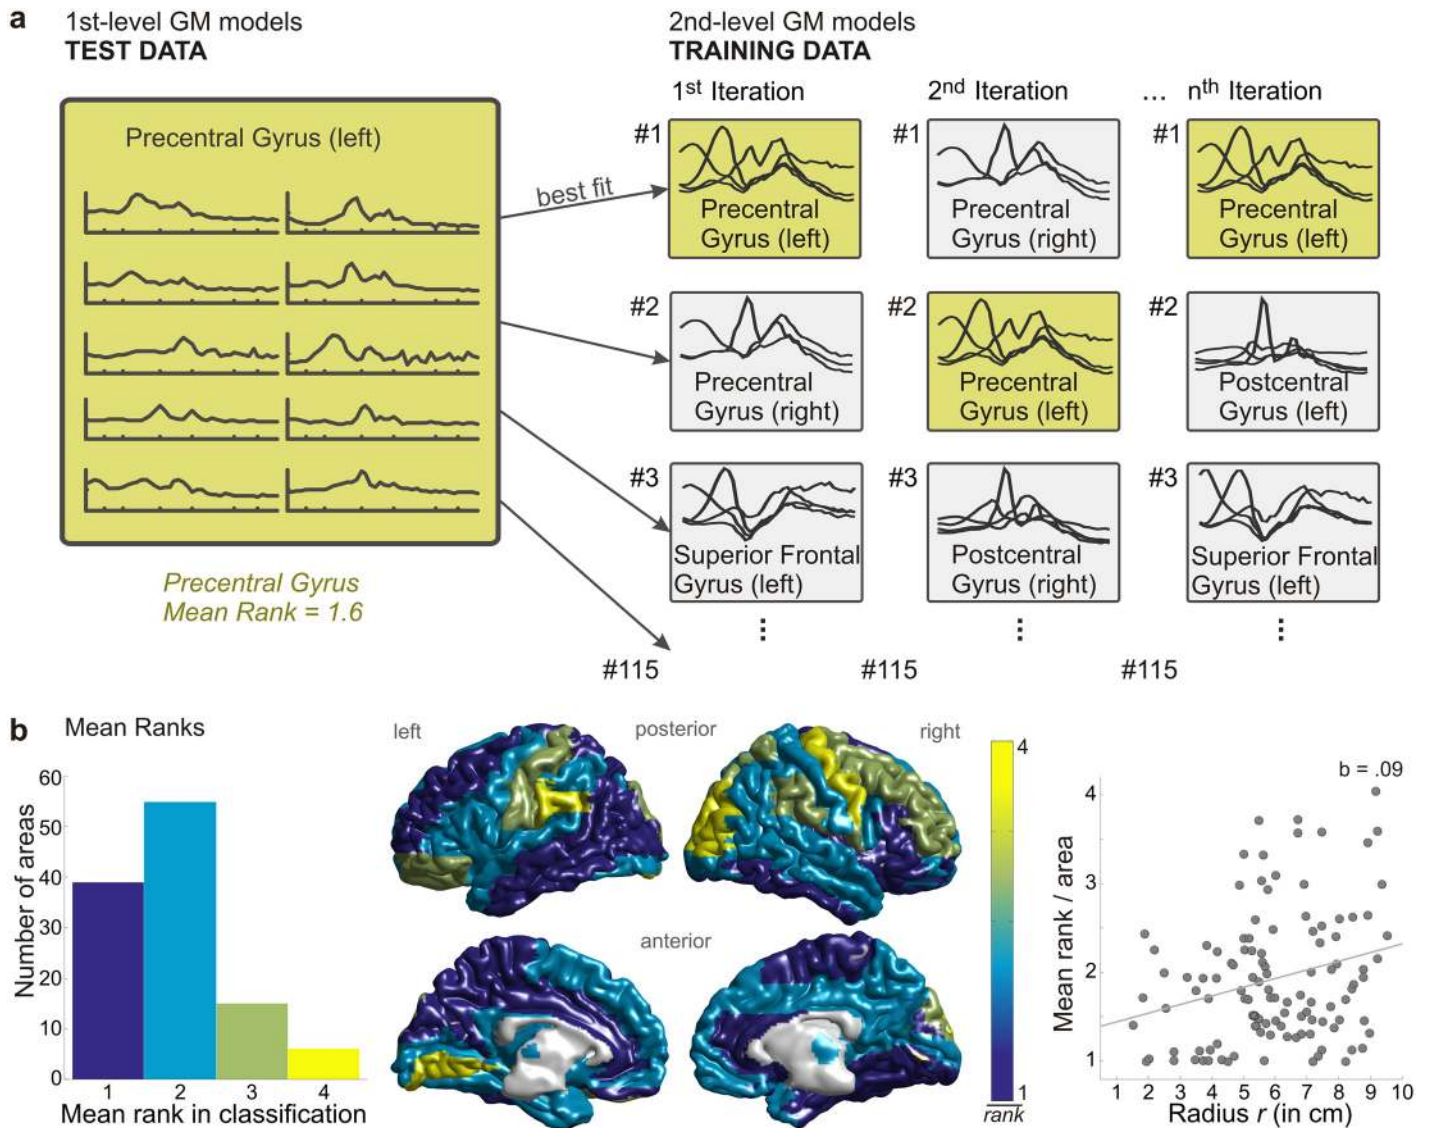 a
1st-level GM models
TEST DATA
2nd-level GM models
TRAINING DATA
1st Iteration
2nd Iteration
...
nth Iteration
Precentral Gyrus (left)
best fit
#1
Precentral
Gyrus (left)
#1
Precentral
Gyrus (right)
#1
Precentral
Gyrus (left)
#2
Precentral
Gyrus (right)
#2
Precentral
Gyrus (left)
#2
Postcentral
Gyrus (left)
#3
Superior Frontal
Gyrus (left)
#3
Postcentral
Gyrus (right)
#3
Superior Frontal
Gyrus (left)
Precentral Gyrus
Mean Rank = 1.6
#115
#115
#115
b
Mean Ranks
60
50
40
30
20
10
0
Number of areas
1 2 3 4
Mean rank in classification
left
posterior
right
anterior
4
1
rank
b = .09
4
3
2
1
Mean rank / area
1 2 3 4 5 6 7 8 9 10
Radius r (in cm)